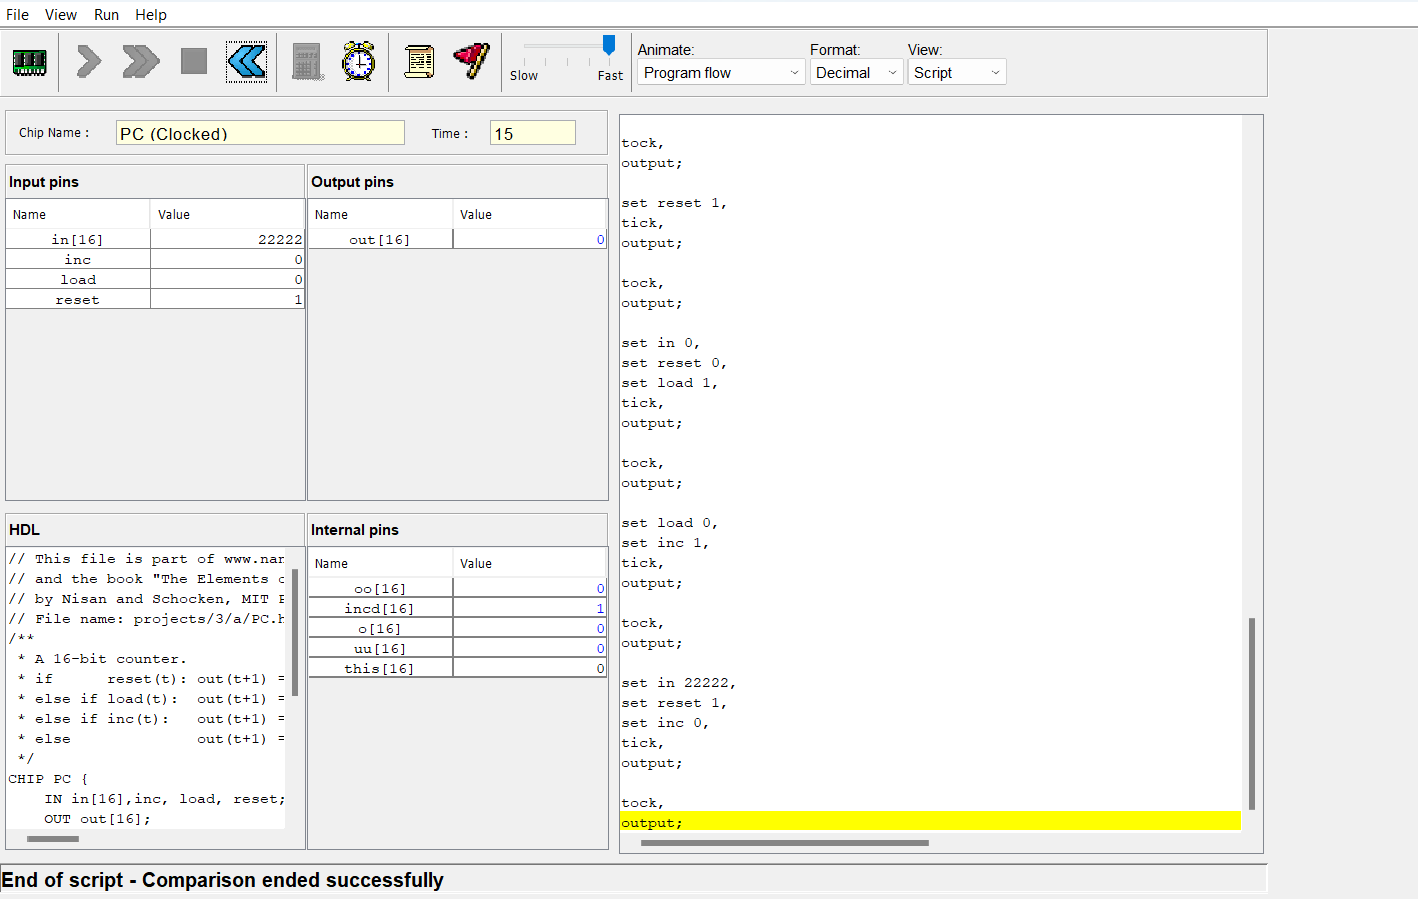 File View Run Help
Slow Fast
Animate: Format: View:
Program flow Decimal Script
Chip Name : PC (Clocked) Time : 15
Input pins
Name Value
in[16] 22222
inc 0
load 0
reset 1
Output pins
Name Value
out[16] 0
HDL
// This file is part of www.nan
// and the book "The Elements o
// by Nisan and Schocken, MIT P
// File name: projects/3/a/PC.h
/**
* A 16-bit counter.
* if reset(t): out(t+1) =
* else if load(t): out(t+1) =
* else if inc(t): out(t+1) =
* else out(t+1) =
*/
CHIP PC {
IN in[16],inc, load, reset;
OUT out[16];
Internal pins
Name Value
oo[16] 0
incd[16] 1
o[16] 0
uu[16] 0
this[16] 0
tock,
output;
set reset 1,
tick,
output;
tock,
output;
set in 0,
set reset 0,
set load 1,
tick,
output;
tock,
output;
set load 0,
set inc 1,
tick,
output;
tock,
output;
set in 22222,
set reset 1,
set inc 0,
tick,
output;
tock,
output;
End of script - Comparison ended successfully